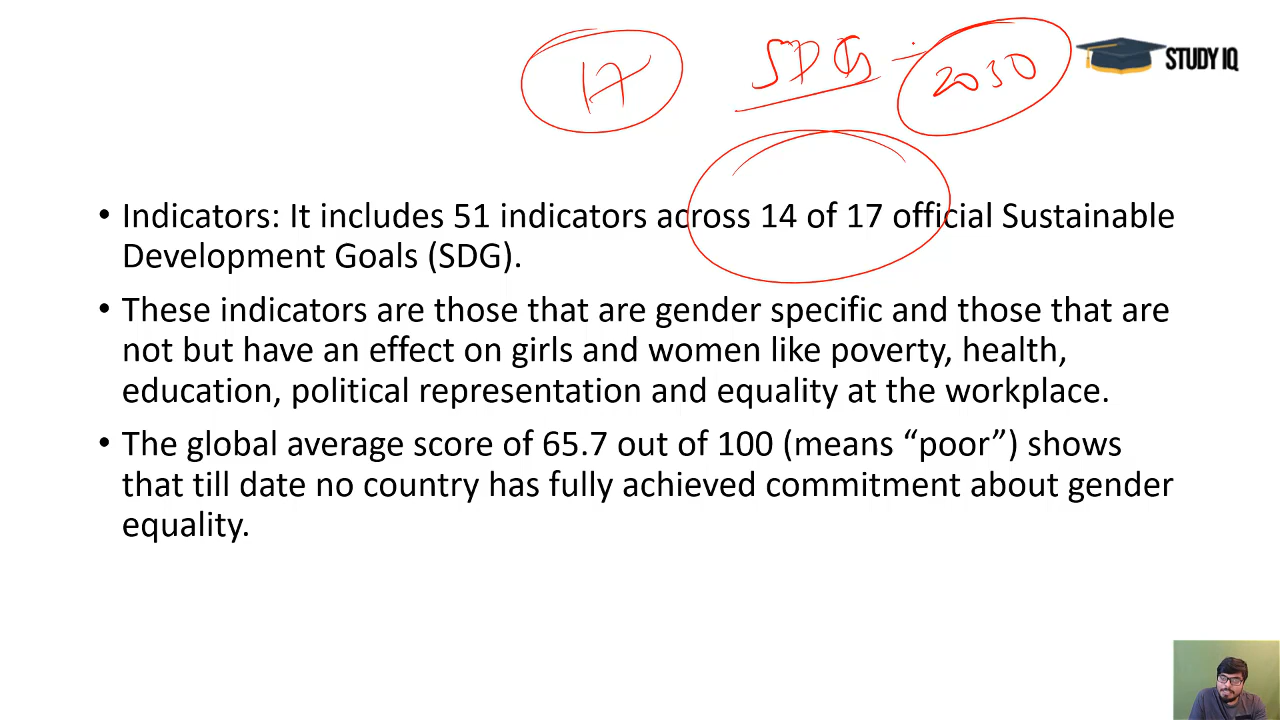 17 SDGs - 2030
STUDY IQ
• Indicators: It includes 51 indicators across 14 of 17 official Sustainable
Development Goals (SDG).
• These indicators are those that are gender specific and those that are
not but have an effect on girls and women like poverty, health,
education, political representation and equality at the workplace.
• The global average score of 65.7 out of 100 (means “poor”) shows
that till date no country has fully achieved commitment about gender
equality.